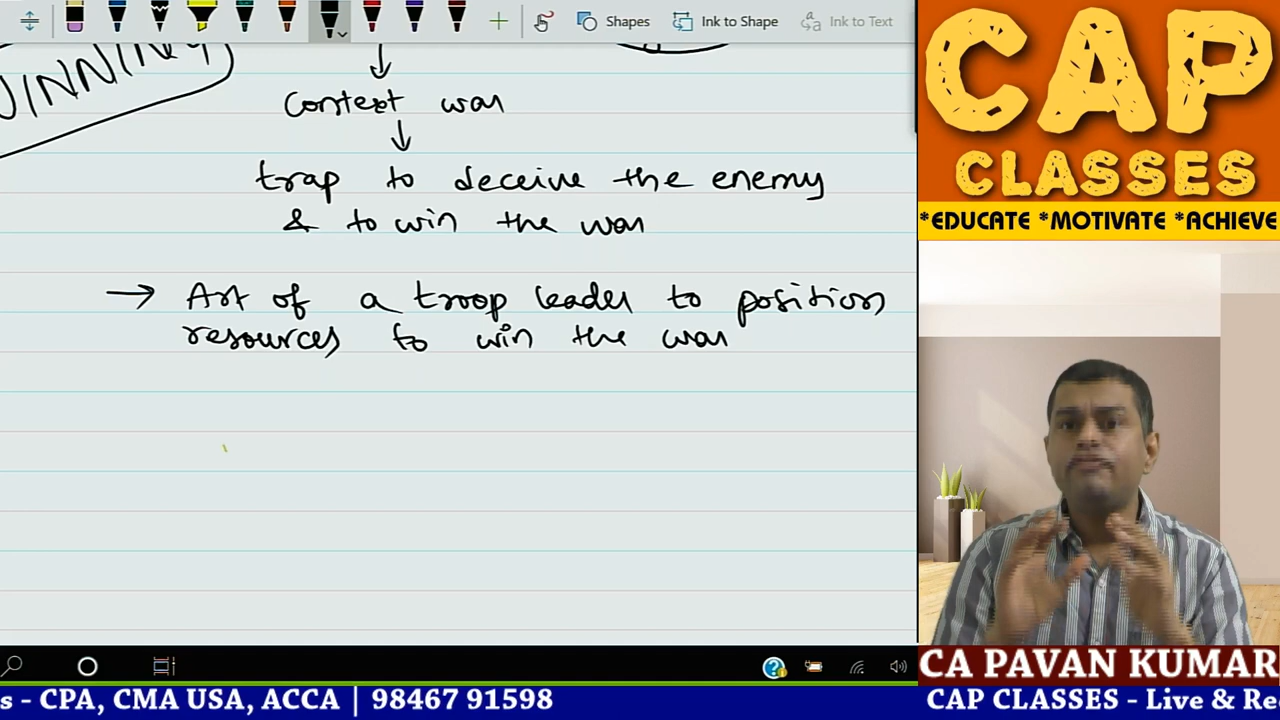 Shapes
Ink to Shape
Ink to Text
WINNING
Context war
trap to deceive the enemy
& to win the war
→ Art of a troop leader to position
resources to win the war
CAP
CLASSES
*EDUCATE *MOTIVATE *ACHIEVE
CA PAVAN KUMAR
s - CPA, CMA USA, ACCA | 98467 91598
CAP CLASSES - Live & Re